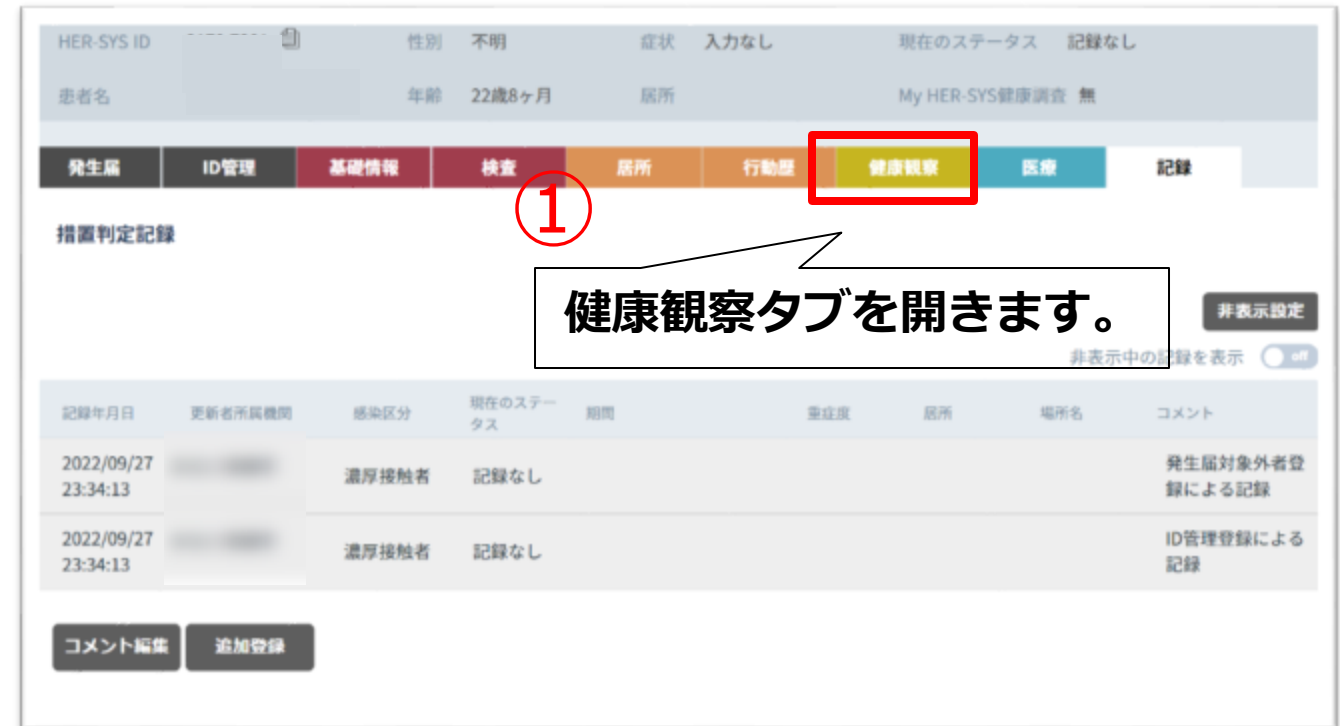 HER-SYS ID 性別 不明 症状 入力なし 現在のステータス 記録なし
患者名 年齢 22歳8ヶ月 居所 My HER-SYS健康調査 無
発生届 ID管理 基礎情報 検査 居所 行動歴 健康観察 医療 記録
①
措置判定記録
健康観察タブを開きます。
非表示設定
非表示中の記録を表示 off
記録年月日 更新者所属機関 感染区分 現在のステー 期間 重症度 居所 場所名 コメント
タス
2022/09/27 濃厚接触者 記録なし 発生届対象外者登
23:34:13 録による記録
2022/09/27 濃厚接触者 記録なし ID管理登録による
23:34:13 記録
コメント編集 追加登録